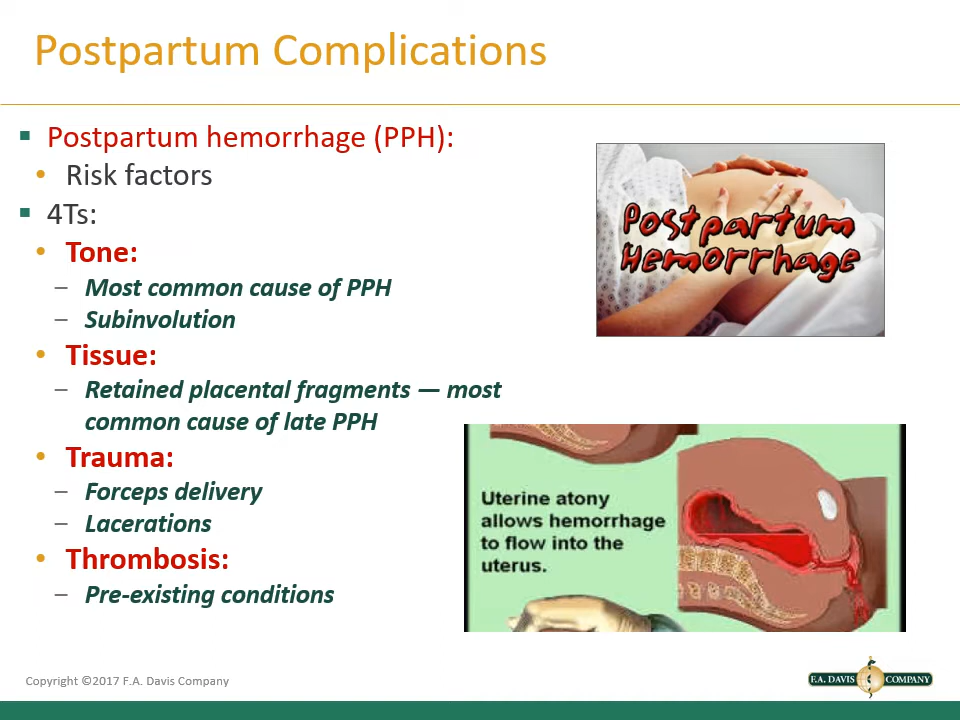 Postpartum Complications
Postpartum hemorrhage (PPH):
Risk factors
4Ts:
Tone:
Most common cause of PPH
Subinvolution
Tissue:
Retained placental fragments — most
common cause of late PPH
Trauma:
Forceps delivery
Lacerations
Thrombosis:
Pre-existing conditions
Postpartum
Hemorrhage
Uterine atony
allows hemorrhage
to flow into the
uterus.
Copyright ©2017 F.A. Davis Company
F.A. DAVIS COMPANY